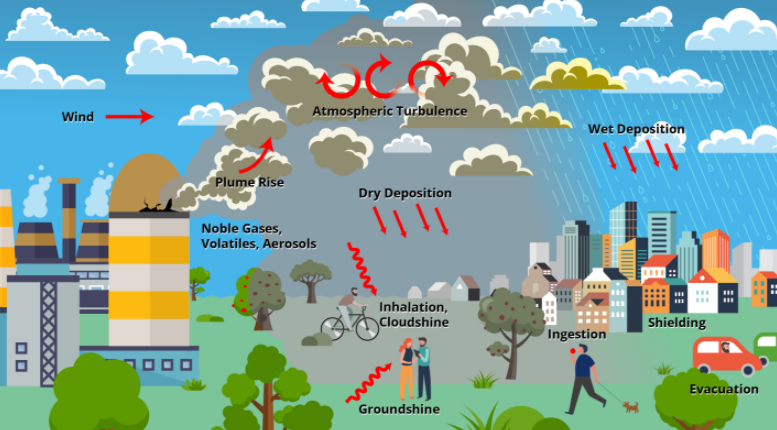 Wind
Atmospheric Turbulence
Wet Deposition
Plume Rise
Dry Deposition
Noble Gases,
Volatiles, Aerosols
Inhalation,
Cloudshine
Ingestion
Shielding
Evacuation
Groundshine